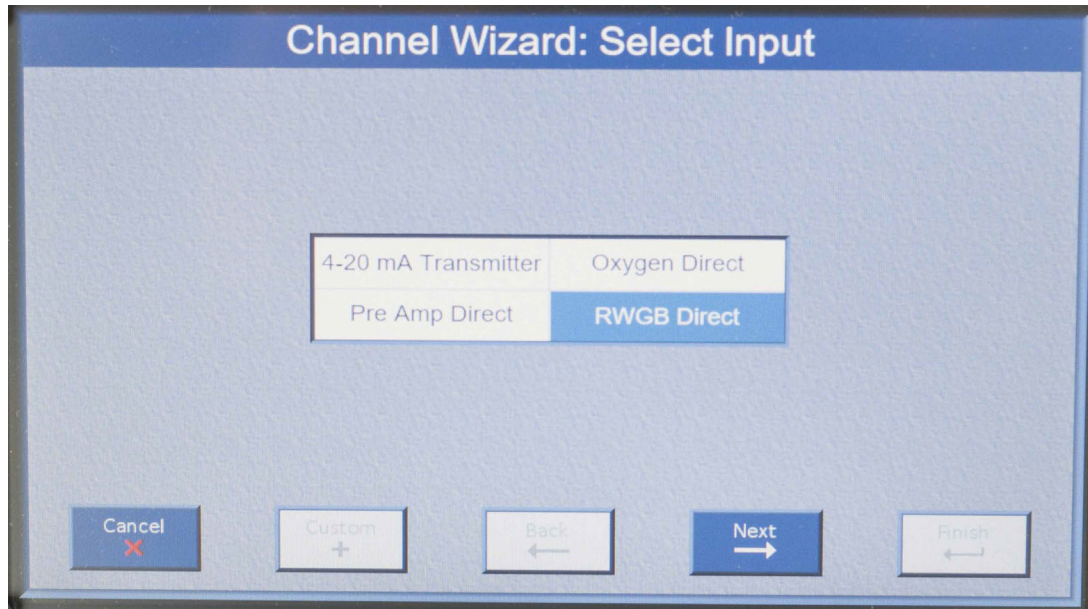 Channel Wizard: Select Input
4-20 mA Transmitter Oxygen Direct
Pre Amp Direct RWGB Direct
Cancel Custom Back Next Finish